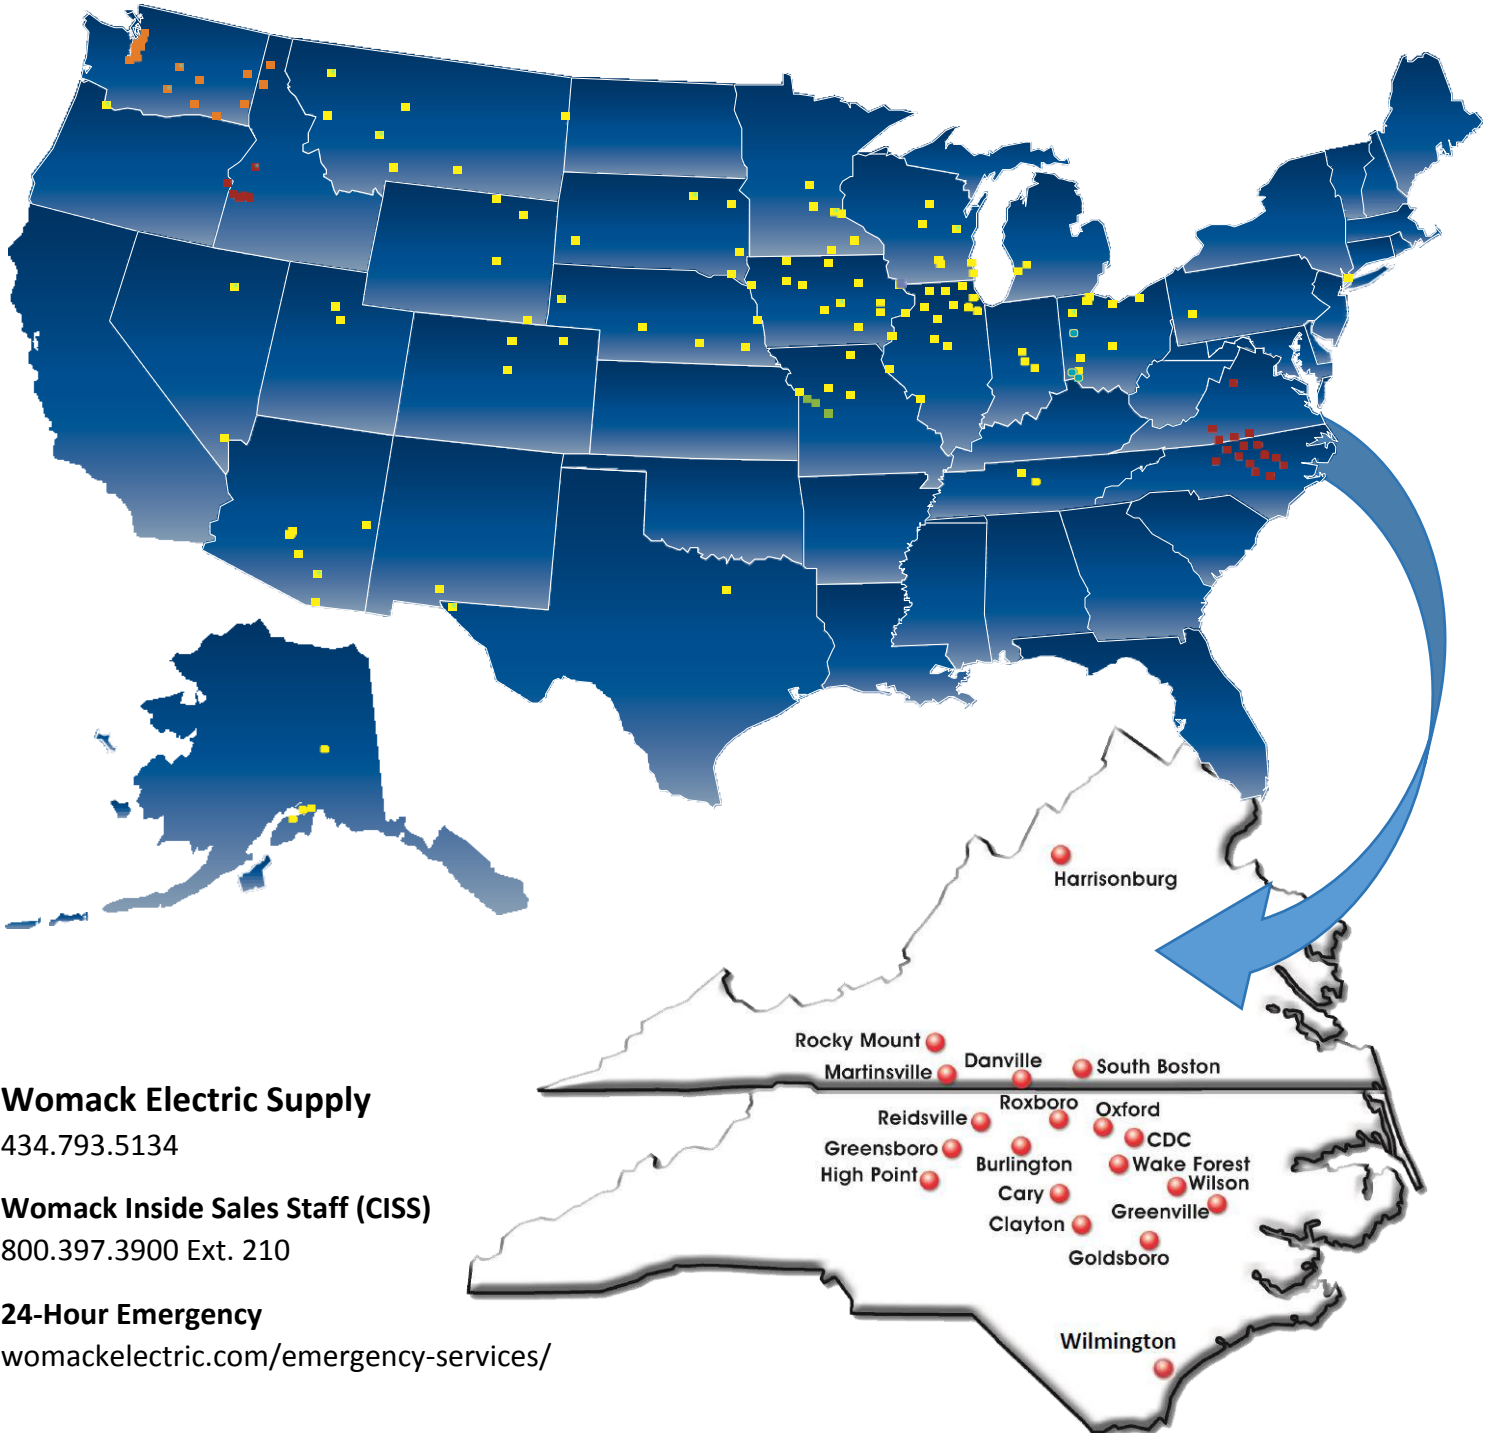 Harrisonburg
Rocky Mount
Danville
South Boston
Martinsville
Roxboro
Oxford
Reidsville
CDC
Greensboro
Burlington
Wake Forest
High Point
Wilson
Cary
Greenville
Clayton
Goldsboro
Wilmington
Womack Electric Supply
434.793.5134
Womack Inside Sales Staff (CISS)
800.397.3900 Ext. 210
24-Hour Emergency
womackelectric.com/emergency-services/